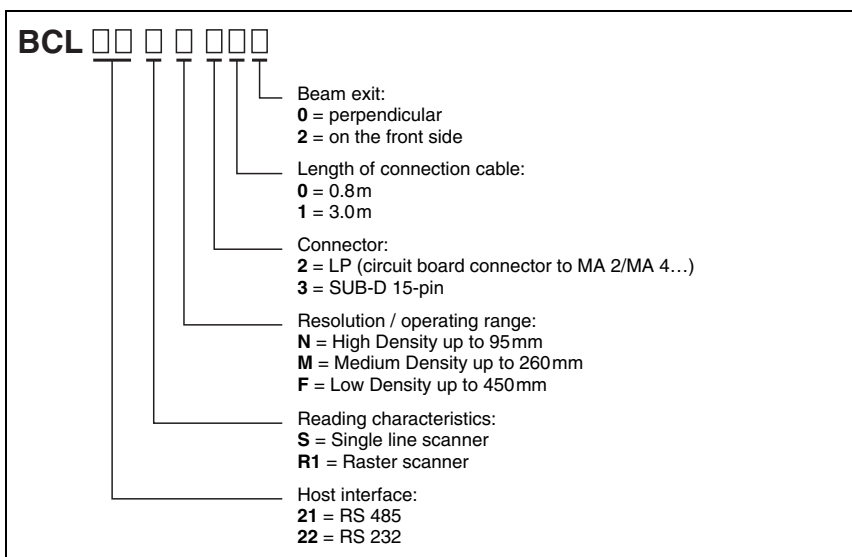 BCL □□ □ □ □□□
Beam exit:
0 = perpendicular
2 = on the front side
Length of connection cable:
0 = 0.8m
1 = 3.0m
Connector:
2 = LP (circuit board connector to MA 2/MA 4…)
3 = SUB-D 15-pin
Resolution / operating range:
N = High Density up to 95mm
M = Medium Density up to 260mm
F = Low Density up to 450mm
Reading characteristics:
S = Single line scanner
R1 = Raster scanner
Host interface:
21 = RS 485
22 = RS 232